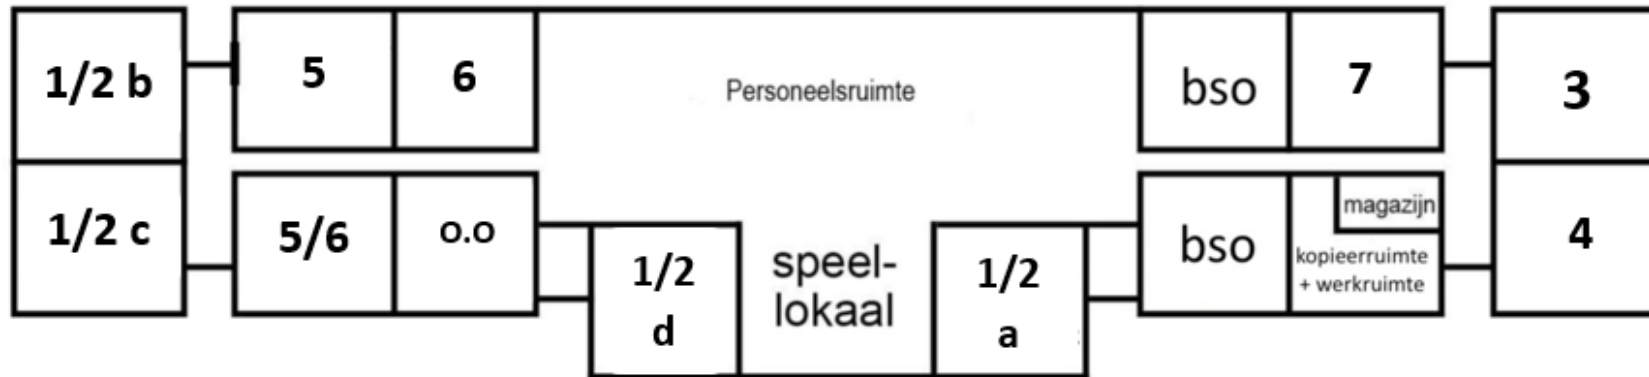 1/2 b
5
6
Personeelsruimte
bso
7
3
1/2 c
5/6
o.o
1/2
d
speel-
lokaal
1/2
a
bso
magazijn
kopieerruimte
+ werkruimte
4